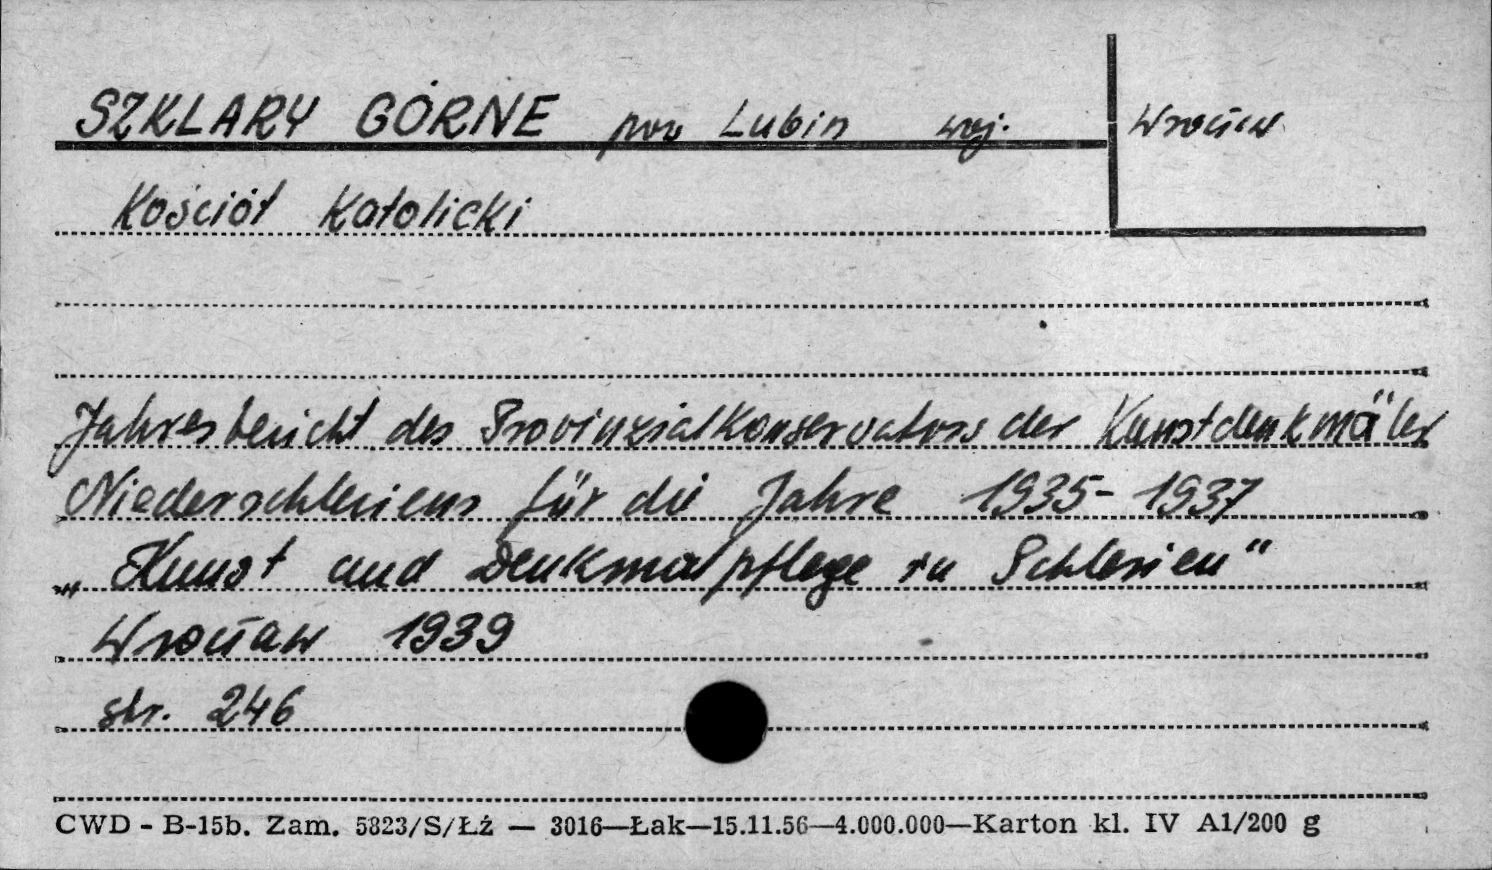 SZKLARY GÓRNE pow Lubin woj. Wrocław
Kościół Katolicki
Jahresbericht des Provinzialkonservators der Kunstdenkmäler
Niederschlesiens für die Jahre 1935-1937
„Kunst und Denkmalpflege in Schlesien"
Wrocław 1939
str. 246
CWD - B-15b. Zam. 5823/S/Łż — 3016—Łak—15.11.56—4.000.000—Karton kl. IV A1/200 g